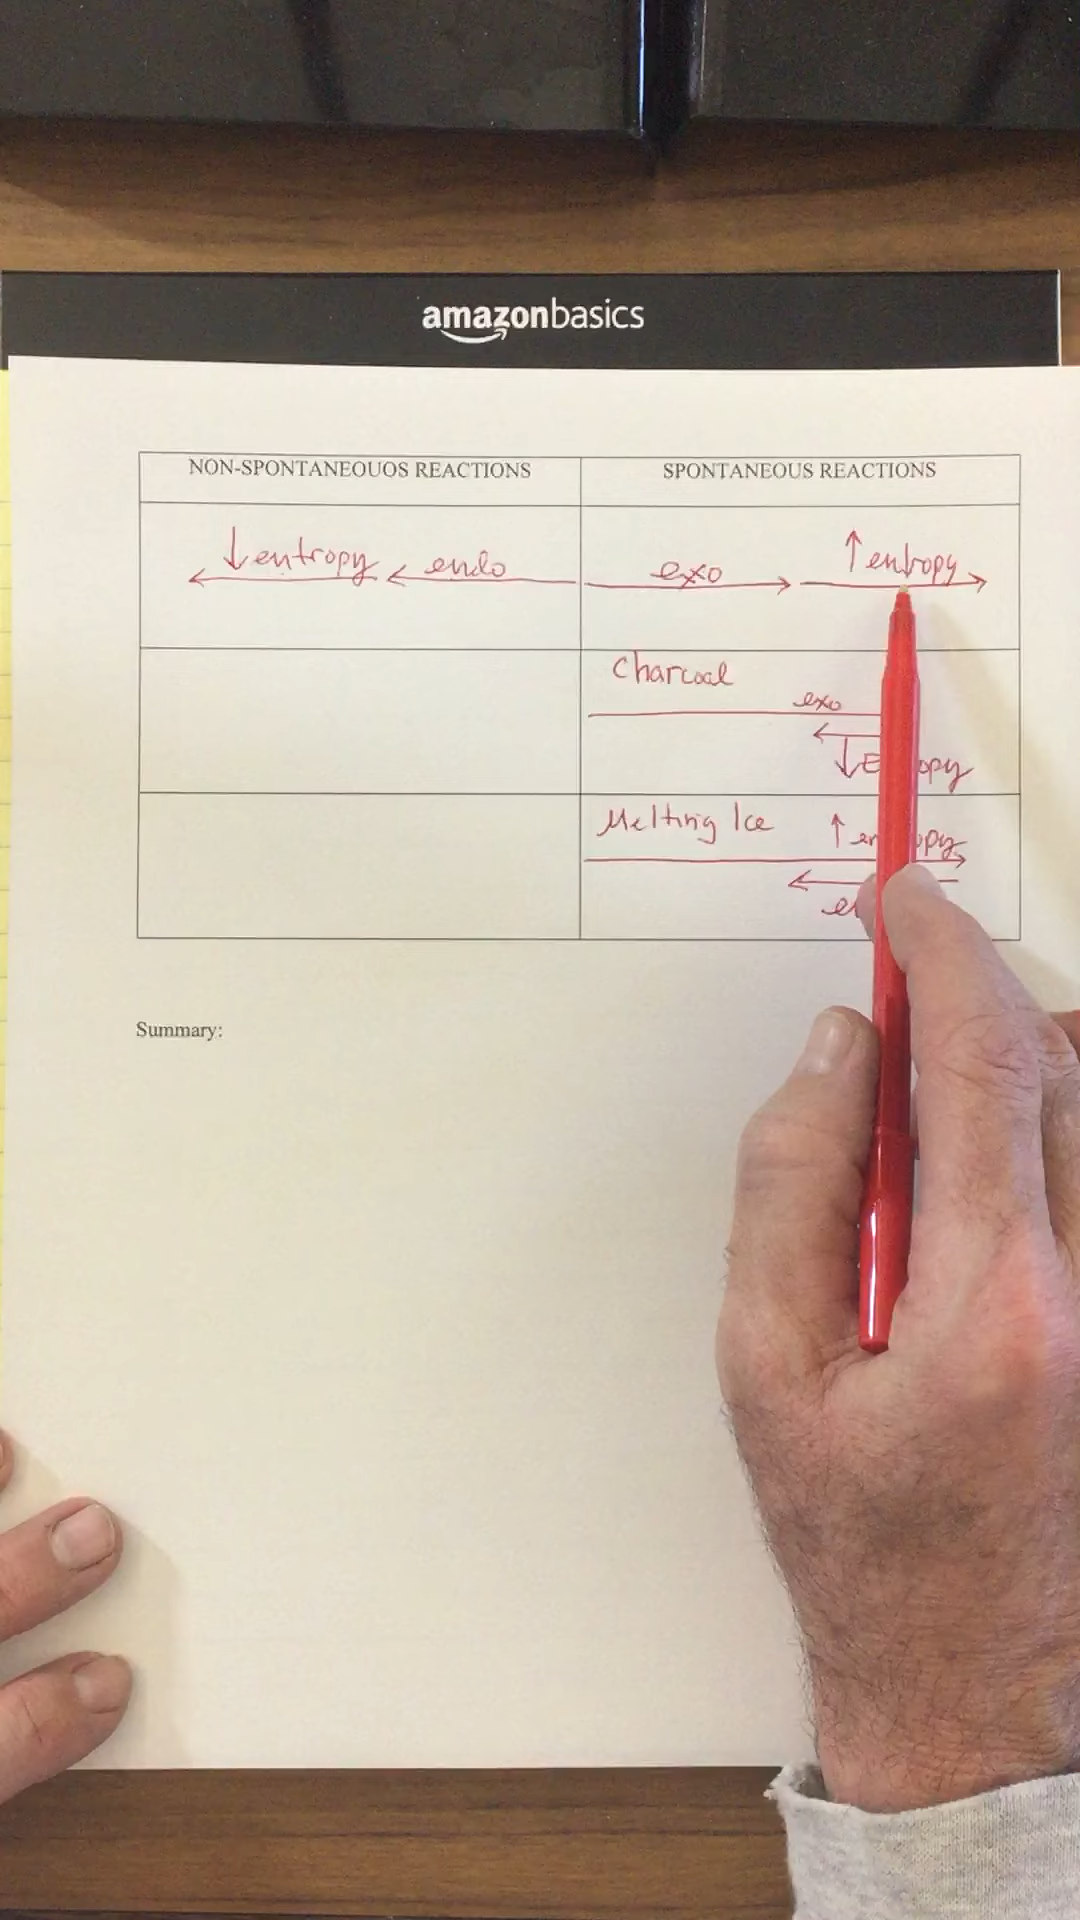 amazonbasics
NON-SPONTANEOUOS REACTIONS
SPONTANEOUS REACTIONS
↓ entropy
endo
exo
↑ entropy
Charcoal
exo
↓
Melting Ice
↑
Summary: